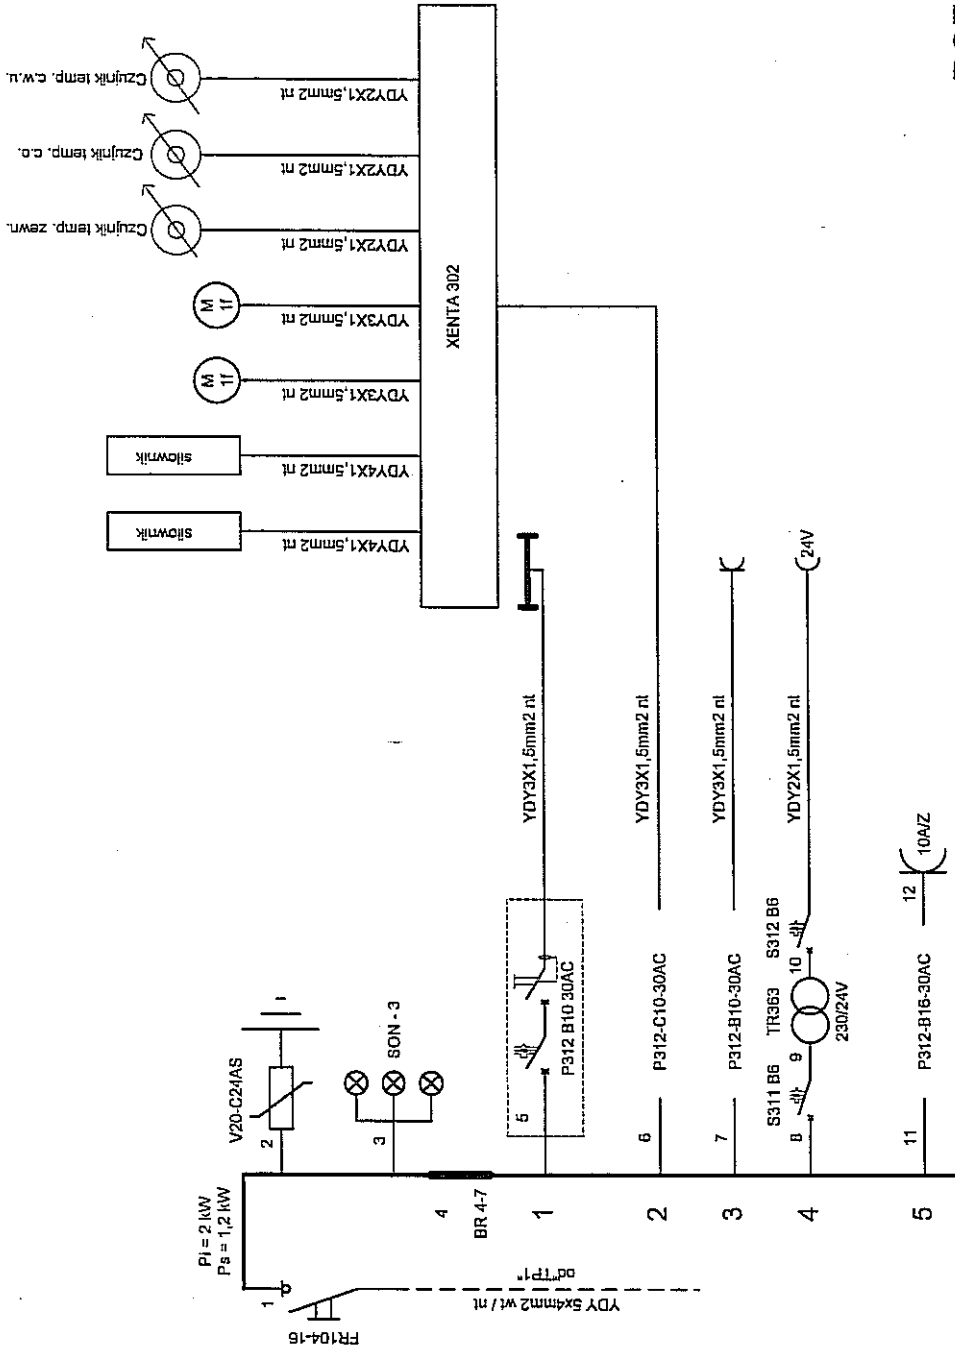 Czujnik temp. c.w.u.
Czujnik temp. c.o.
Czujnik temp. zewn.
YDY2X1,5mm2 nt
YDY2X1,5mm2 nt
YDY2X1,5mm2 nt
M
1f
YDY3X1,5mm2 nt
M
1f
YDY3X1,5mm2 nt
siłownik
YDY4X1,5mm2 nt
siłownik
YDY4X1,5mm2 nt
XENTA 302
24V
YDY3X1,5mm2 nt
YDY3X1,5mm2 nt
YDY3X1,5mm2 nt
YDY2X1,5mm2 nt
10A/Z
12
V20-C24AS
2
SON - 3
3
P312 B10 30AC
5
P312-C10-30AC
6
P312-B10-30AC
7
S312 B6
10
TR363
230/24V
9
S311 B6
8
P312-B16-30AC
11
Pi = 2 kW
Ps = 1,2 kW
4
BR 4-7
1
2
3
4
5
1
FR104-16
od"TP1"
YDY 5x4mm2 wt / nt